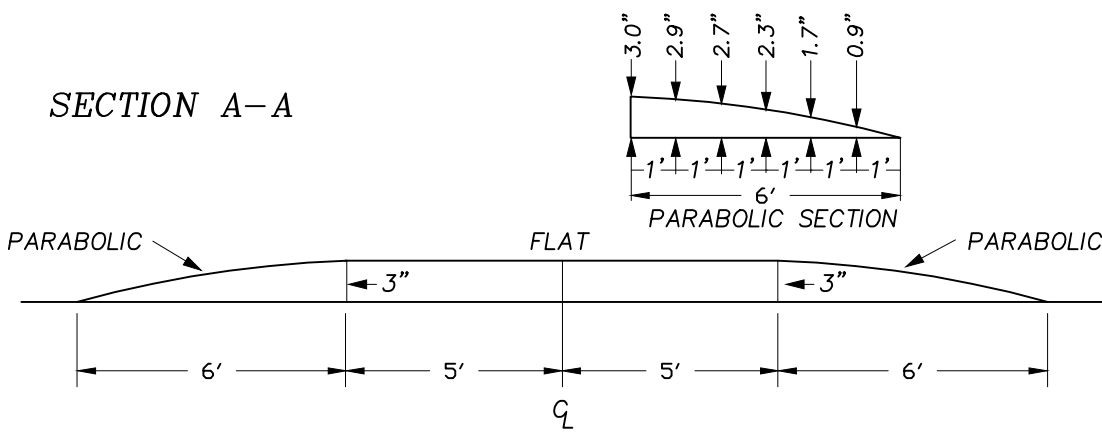 3.0" 2.9" 2.7" 2.3" 1.7" 0.9"
SECTION A-A
1' 1' 1' 1' 1' 1'
6'
PARABOLIC SECTION
PARABOLIC FLAT PARABOLIC
3" 3"
6' 5' 5' 6'
CL